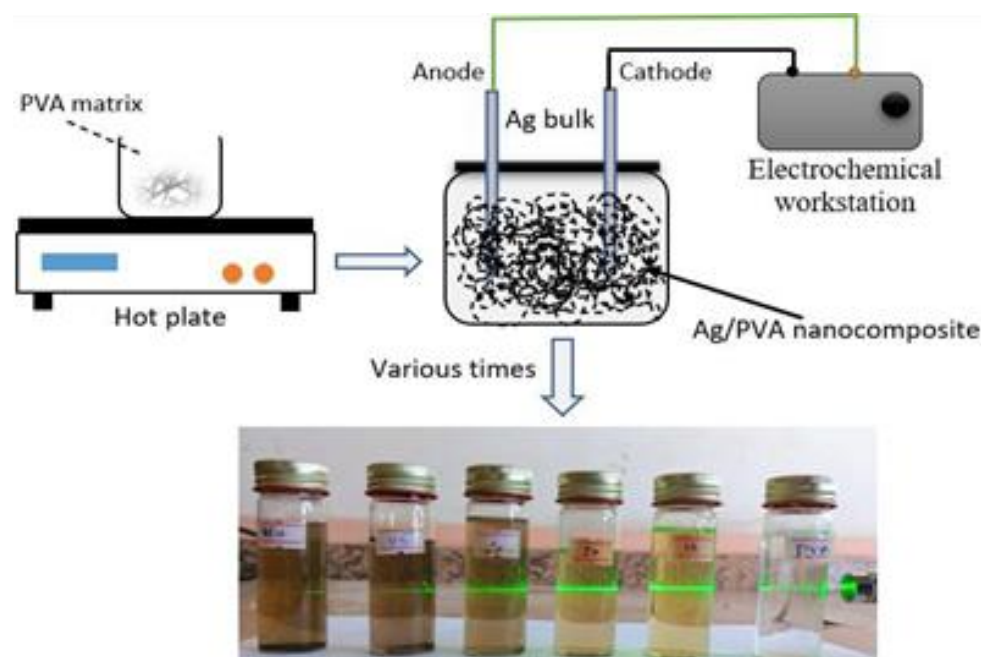 Anode
Cathode
PVA matrix
Ag bulk
Electrochemical
workstation
Hot plate
Ag/PVA nanocomposite
Various times